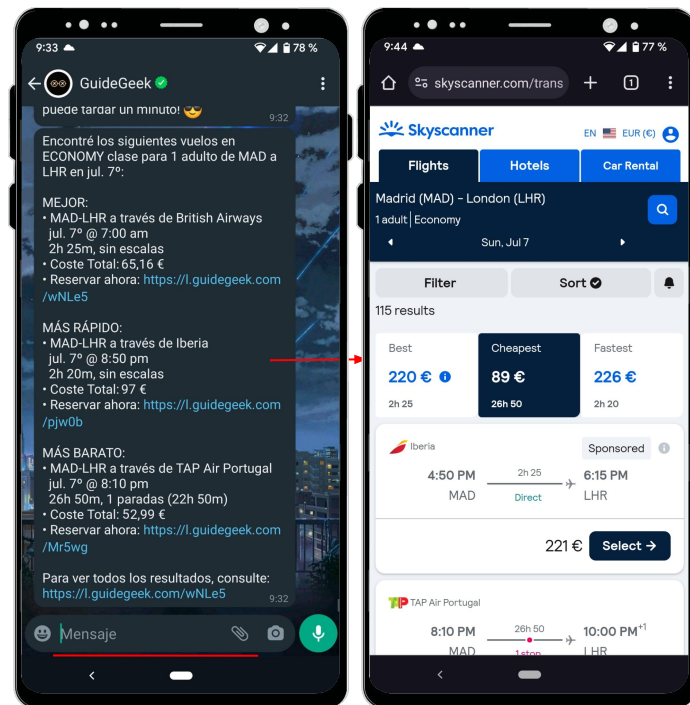 9:33
78 %
GuideGeek
puede tardar un minuto! 😎
9:32
Encontré los siguientes vuelos en
ECONOMY clase para 1 adulto de MAD a
LHR en jul. 7º:
MEJOR:
• MAD-LHR a través de British Airways
jul. 7º @ 7:00 am
2h 25m, sin escalas
• Coste Total: 65,16 €
• Reservar ahora: https://l.guidegeek.com
/wNLe5
MÁS RÁPIDO:
• MAD-LHR a través de Iberia
jul. 7º @ 8:50 pm
2h 20m, sin escalas
• Coste Total: 97 €
• Reservar ahora: https://l.guidegeek.com
/pjw0b
MÁS BARATO:
• MAD-LHR a través de TAP Air Portugal
jul. 7º @ 8:10 pm
26h 50m, 1 paradas (22h 50m)
• Coste Total: 52,99 €
• Reservar ahora: https://l.guidegeek.com
/Mr5wg
Para ver todos los resultados, consulte:
https://l.guidegeek.com/wNLe5
9:32
Mensaje
9:44
77 %
skyscanner.com/trans
1
Skyscanner
EN EUR (€)
Flights Hotels Car Rental
Madrid (MAD) – London (LHR)
1 adult | Economy
Sun, Jul 7
Filter Sort
115 results
Best Cheapest Fastest
220 € 89 € 226 €
2h 25 26h 50 2h 20
Iberia Sponsored
4:50 PM 2h 25 6:15 PM
MAD Direct LHR
221 € Select →
TAP TAP Air Portugal
8:10 PM 26h 50 10:00 PM+1
MAD 1 stop LHR